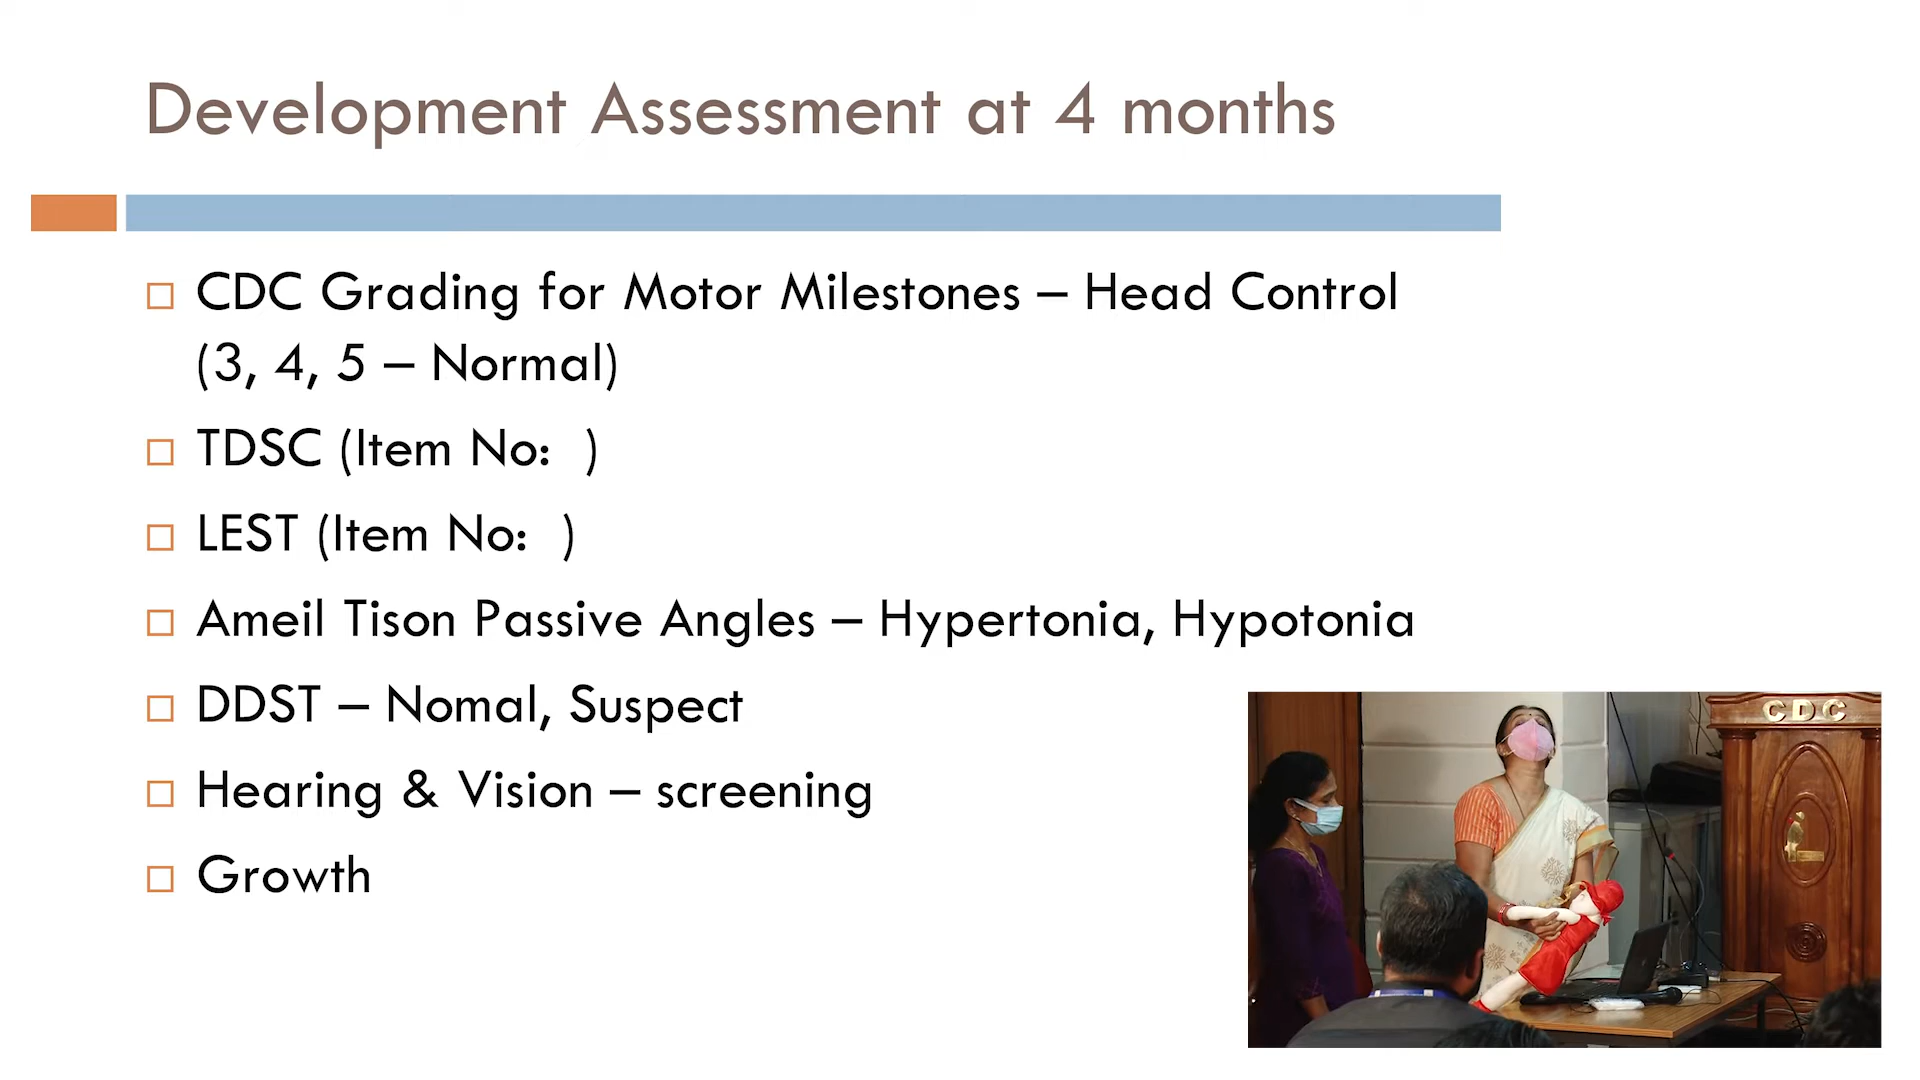 Development Assessment at 4 months
CDC Grading for Motor Milestones – Head Control
(3, 4, 5 – Normal)
TDSC (Item No:  )
LEST (Item No:  )
Ameil Tison Passive Angles – Hypertonia, Hypotonia
DDST – Nomal, Suspect
Hearing & Vision – screening
Growth
CDC